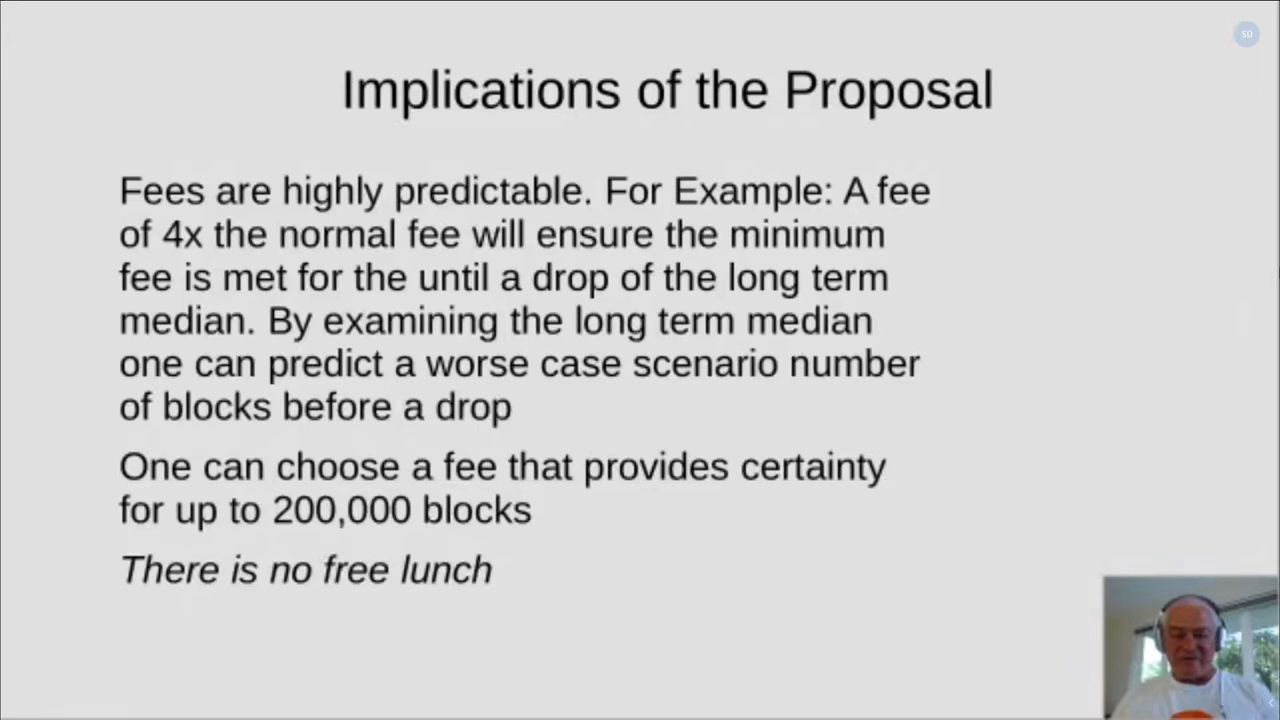 SD
Implications of the Proposal
Fees are highly predictable. For Example: A fee
of 4x the normal fee will ensure the minimum
fee is met for the until a drop of the long term
median. By examining the long term median
one can predict a worse case scenario number
of blocks before a drop
One can choose a fee that provides certainty
for up to 200,000 blocks
There is no free lunch